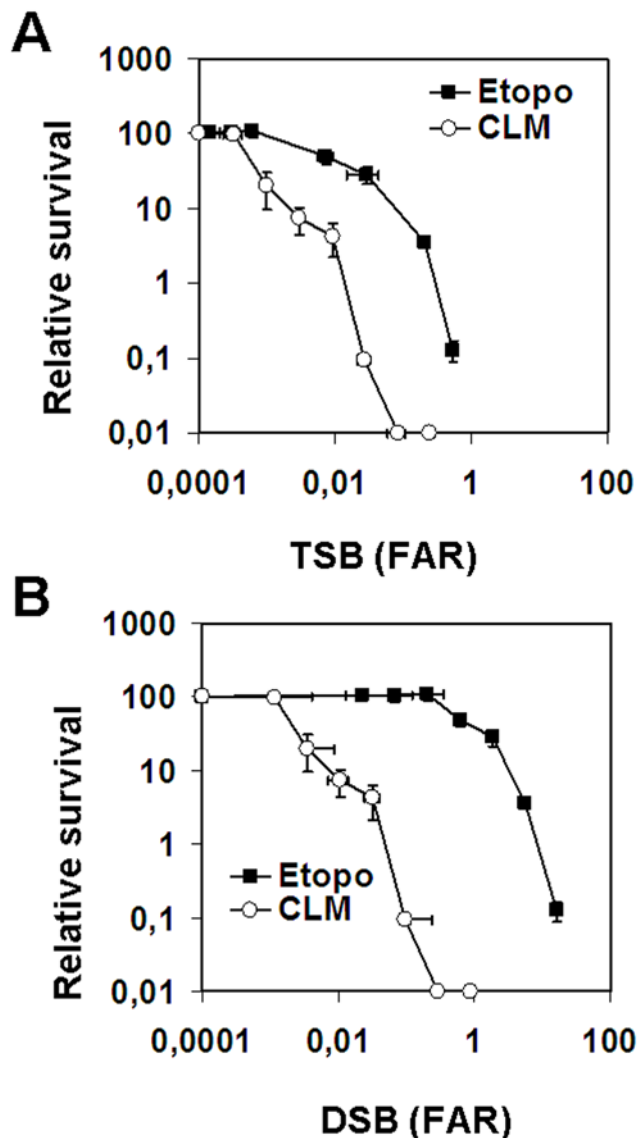 A
1000
100
10
1
0,1
0,01
Relative survival
Etopo
CLM
0,0001
0,01
1
100
TSB (FAR)
B
1000
100
10
1
0,1
0,01
Relative survival
Etopo
CLM
0,0001
0,01
1
100
DSB (FAR)